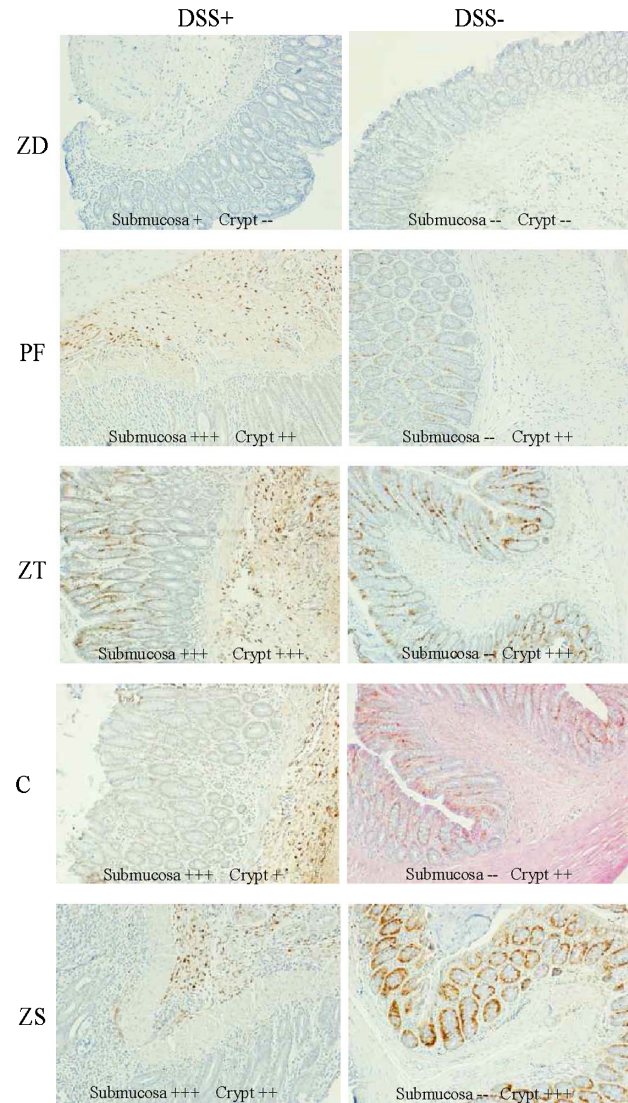 DSS+ DSS-
ZD
Submucosa + Crypt --
Submucosa -- Crypt --
PF
Submucosa +++ Crypt ++
Submucosa -- Crypt ++
ZT
Submucosa +++ Crypt +++
Submucosa -- Crypt +++
C
Submucosa +++ Crypt +
Submucosa -- Crypt ++
ZS
Submucosa +++ Crypt ++
Submucosa -- Crypt +++